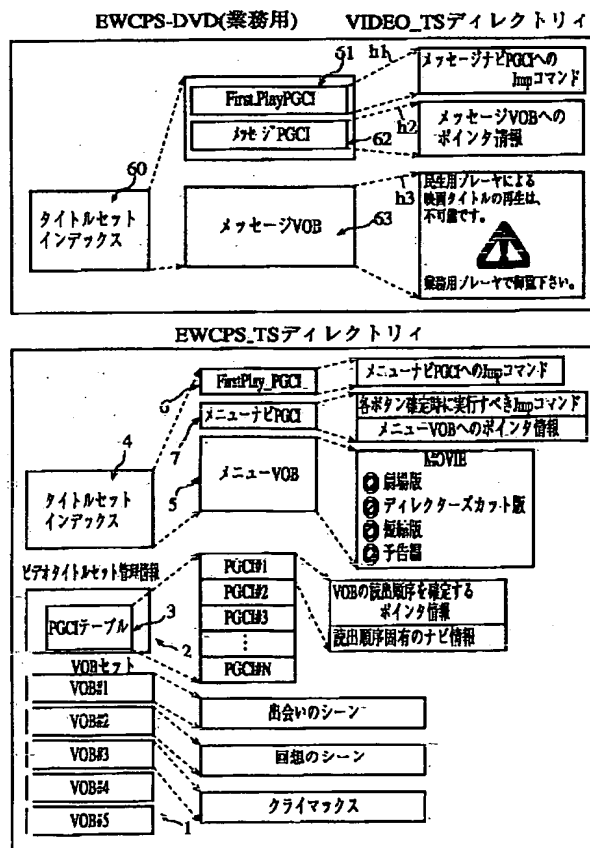 EWCPS-DVD(業務用) VIDEO_TSディレクトリィ
61
h1
FirstPlayPGCI
メッセージナビPGCIへの
Jmpコマンド
h2
メッセージPGCI
62
メッセージVOBへの
ポインタ情報
60
タイトルセット
インデックス
メッセージVOB
63
h3
民生用プレーヤによる
映画タイトルの再生は、
不可能です。
業務用プレーヤで御覧下さい。
EWCPS_TSディレクトリィ
6
FirstPlay_PGCI
メニューナビPGCIへのJmpコマンド
7
メニューナビPGCI
各ボタン確定時に実行すべきJmpコマンド
メニューVOBへのポインタ情報
4
タイトルセット
インデックス
5
メニューVOB
MOVIE
劇場版
ディレクターズカット版
短縮版
予告篇
ビデオタイトルセット管理情報
PGCIテーブル
3
2
PGCI#1
PGCI#2
PGCI#3
⋮
PGCI#N
VOBの読出順序を確定する
ポインタ情報
読出順序固有のナビ情報
VOBセット
VOB#1
VOB#2
VOB#3
VOB#4
VOB#5
1
出会いのシーン
回想のシーン
クライマックス